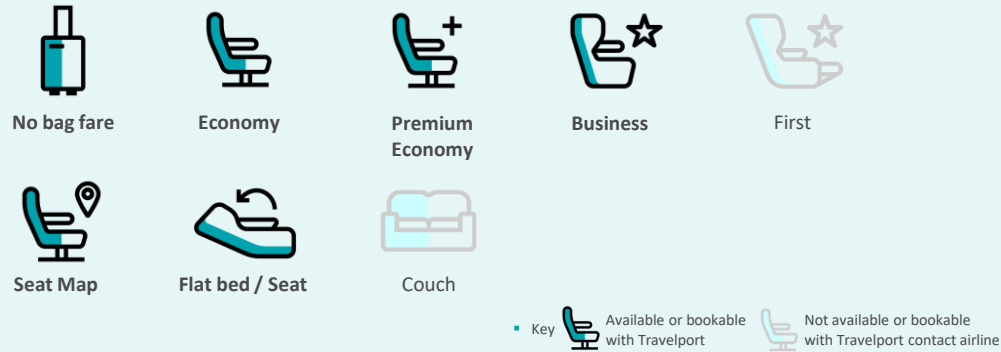 No bag fare
Economy
Premium
Economy
Business
First
Seat Map
Flat bed / Seat
Couch
Key
Available or bookable
with Travelport
Not available or bookable
with Travelport contact airline